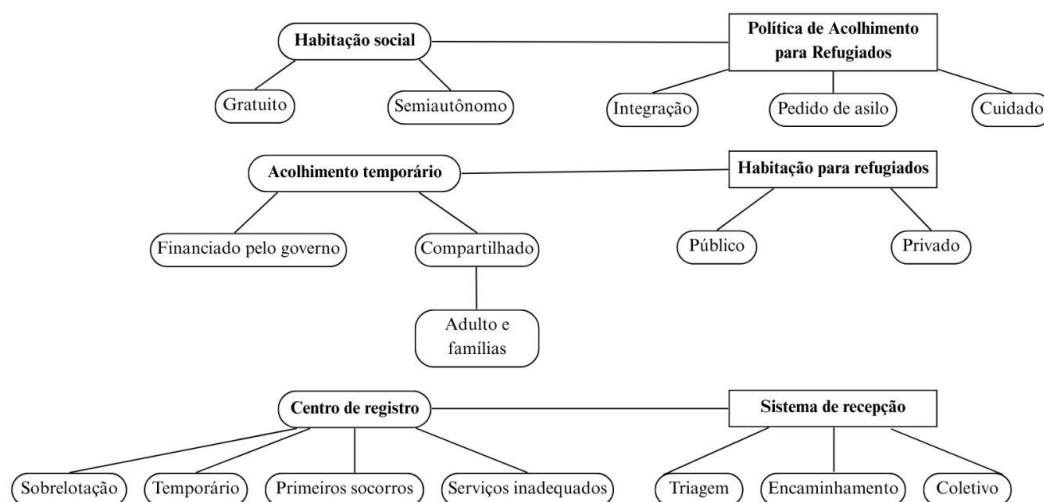 Habitação social
Política de Acolhimento
para Refugiados
Gratuito
Semiautônomo
Integração
Pedido de asilo
Cuidado
Acolhimento temporário
Habitação para refugiados
Financiado pelo governo
Compartilhado
Público
Privado
Adulto e
famílias
Centro de registro
Sistema de recepção
Sobrelotação
Temporário
Primeiros socorros
Serviços inadequados
Triagem
Encaminhamento
Coletivo